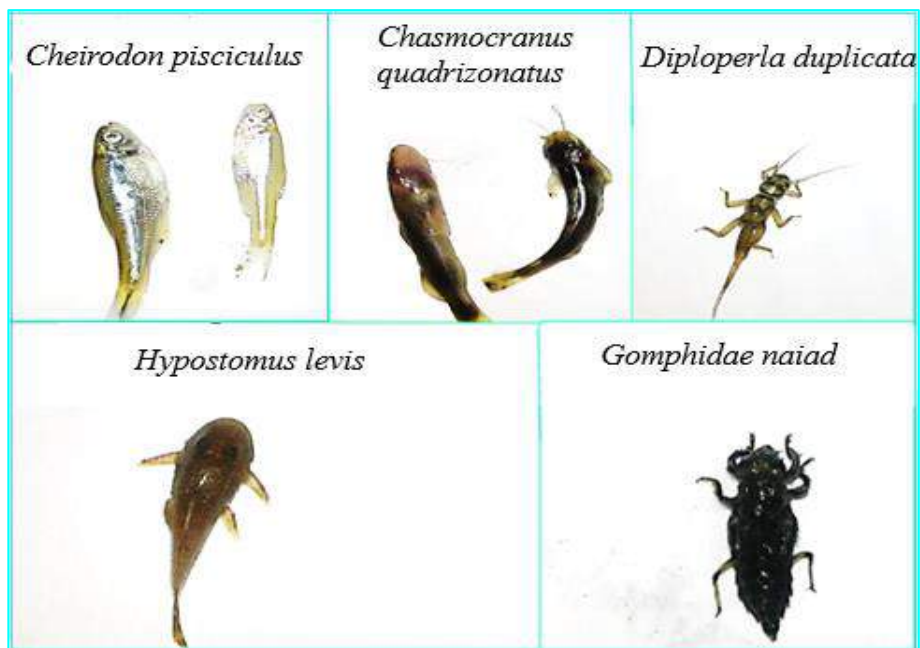 Cheirodon pisciculus
Chasmocranus
quadrizonatus
Diploperla duplicata
Hypostomus levis
Gomphidae naiad